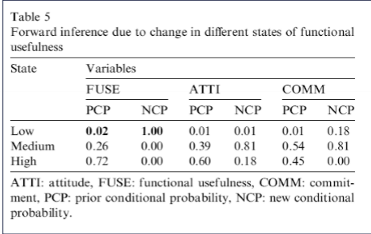 Table 5
Forward inference due to change in different states of functional
usefulness
State Variables
FUSE ATTI COMM
PCP NCP PCP NCP PCP NCP
Low 0.02 1.00 0.01 0.01 0.01 0.18
Medium 0.26 0.00 0.39 0.81 0.54 0.81
High 0.72 0.00 0.60 0.18 0.45 0.00
ATTI: attitude, FUSE: functional usefulness, COMM: commit-
ment, PCP: prior conditional probability, NCP: new conditional
probability.